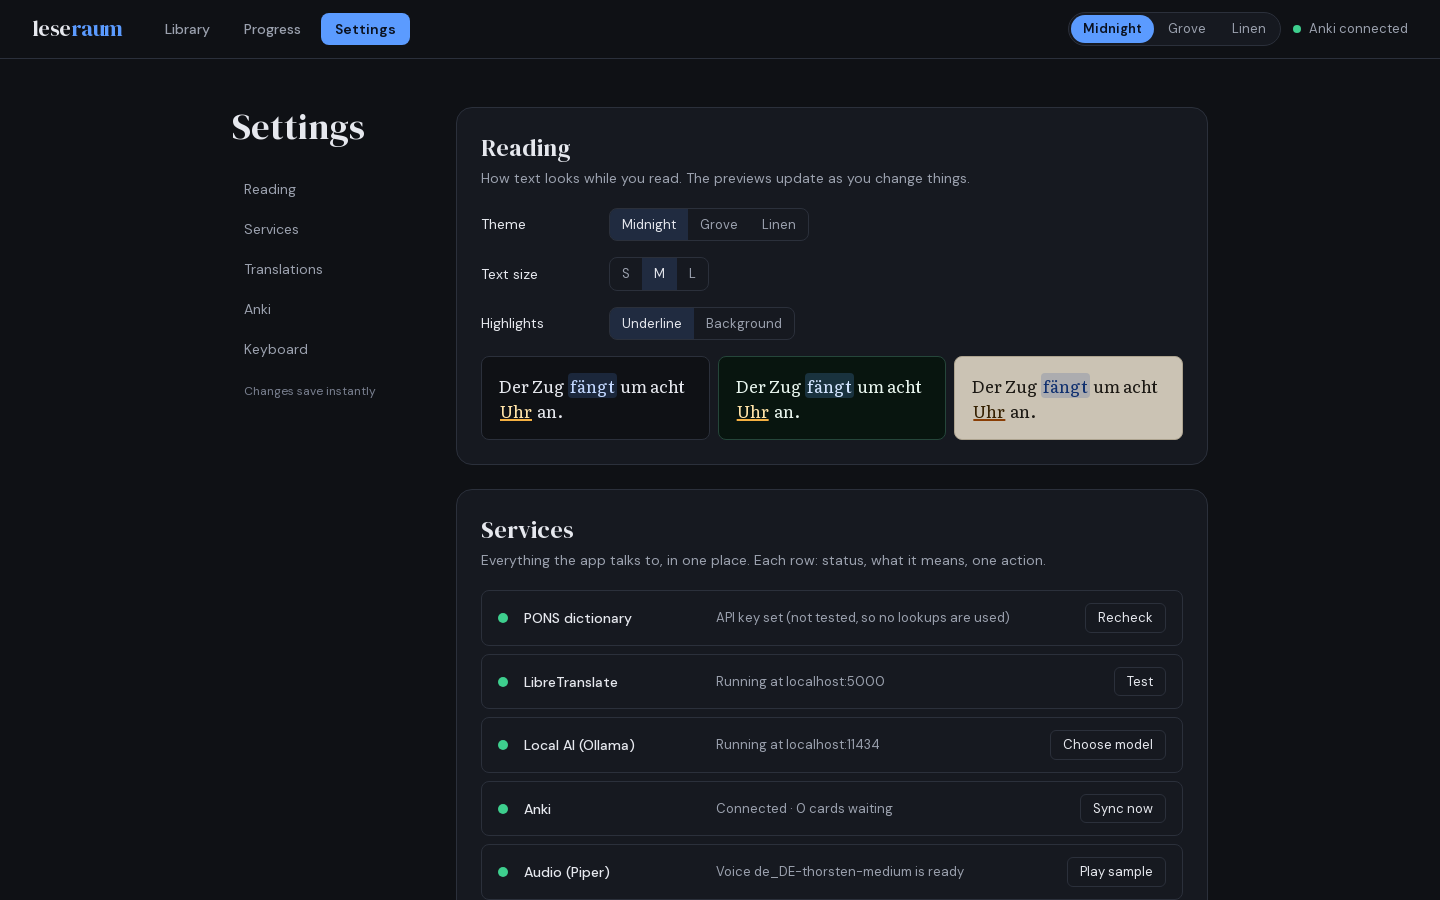 leseraum Library Progress Settings Midnight Grove Linen Anki connected
Settings
Reading
Services
Translations
Anki
Keyboard
Changes save instantly
Reading
How text looks while you read. The previews update as you change things.
Theme Midnight Grove Linen
Text size S M L
Highlights Underline Background
Der Zug fängt um acht
Uhr an.
Der Zug fängt um acht
Uhr an.
Der Zug fängt um acht
Uhr an.
Services
Everything the app talks to, in one place. Each row: status, what it means, one action.
PONS dictionary API key set (not tested, so no lookups are used) Recheck
LibreTranslate Running at localhost:5000 Test
Local AI (Ollama) Running at localhost:11434 Choose model
Anki Connected · 0 cards waiting Sync now
Audio (Piper) Voice de_DE-thorsten-medium is ready Play sample